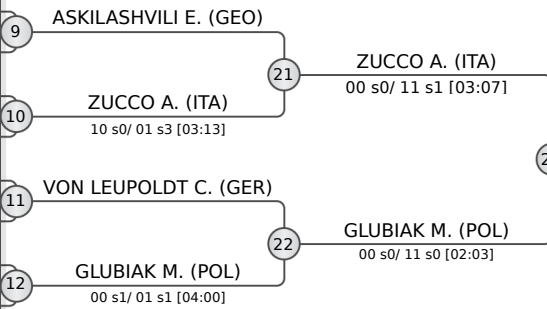 ASKILASHVILI E. (GEO)
9
21
ZUCCO A. (ITA)
00 s0/ 11 s1 [03:07]
ZUCCO A. (ITA)
10
10 s0/ 01 s3 [03:13]
VON LEUPOLDT C. (GER)
11
22
GLUBIAK M. (POL)
00 s0/ 11 s0 [02:03]
GLUBIAK M. (POL)
12
00 s1/ 01 s1 [04:00]